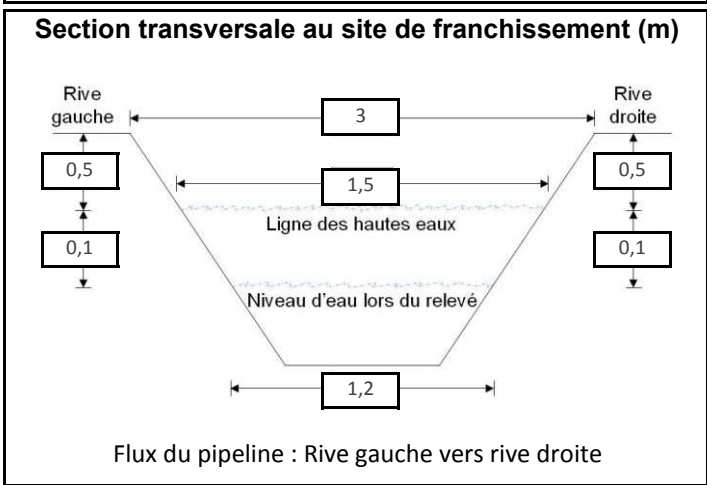 Section transversale au site de franchissement (m)
Rive
gauche
3
Rive
droite
0,5
1,5
0,5
Ligne des hautes eaux
0,1
0,1
Niveau d'eau lors du relevé
1,2
Flux du pipeline : Rive gauche vers rive droite